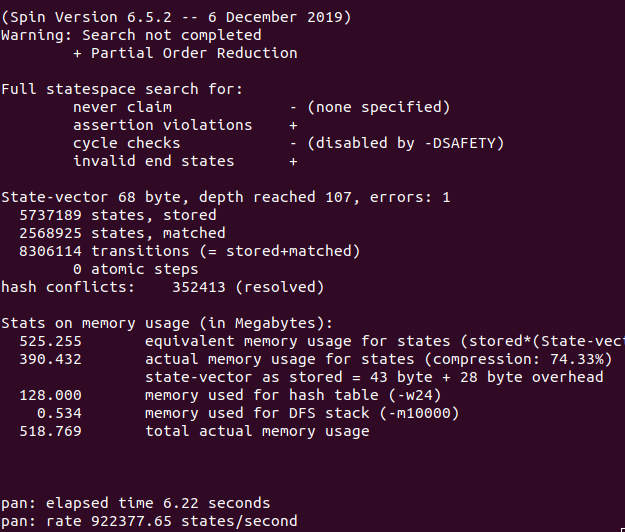 (Spin Version 6.5.2 -- 6 December 2019)
Warning: Search not completed
        + Partial Order Reduction

Full statespace search for:
        never claim             - (none specified)
        assertion violations    +
        cycle checks            - (disabled by -DSAFETY)
        invalid end states      +

State-vector 68 byte, depth reached 107, errors: 1
  5737189 states, stored
  2568925 states, matched
  8306114 transitions (= stored+matched)
        0 atomic steps
hash conflicts:    352413 (resolved)

Stats on memory usage (in Megabytes):
  525.255       equivalent memory usage for states (stored*(State-vec
  390.432       actual memory usage for states (compression: 74.33%)
                state-vector as stored = 43 byte + 28 byte overhead
  128.000       memory used for hash table (-w24)
    0.534       memory used for DFS stack (-m10000)
  518.769       total actual memory usage

pan: elapsed time 6.22 seconds
pan: rate 922377.65 states/second